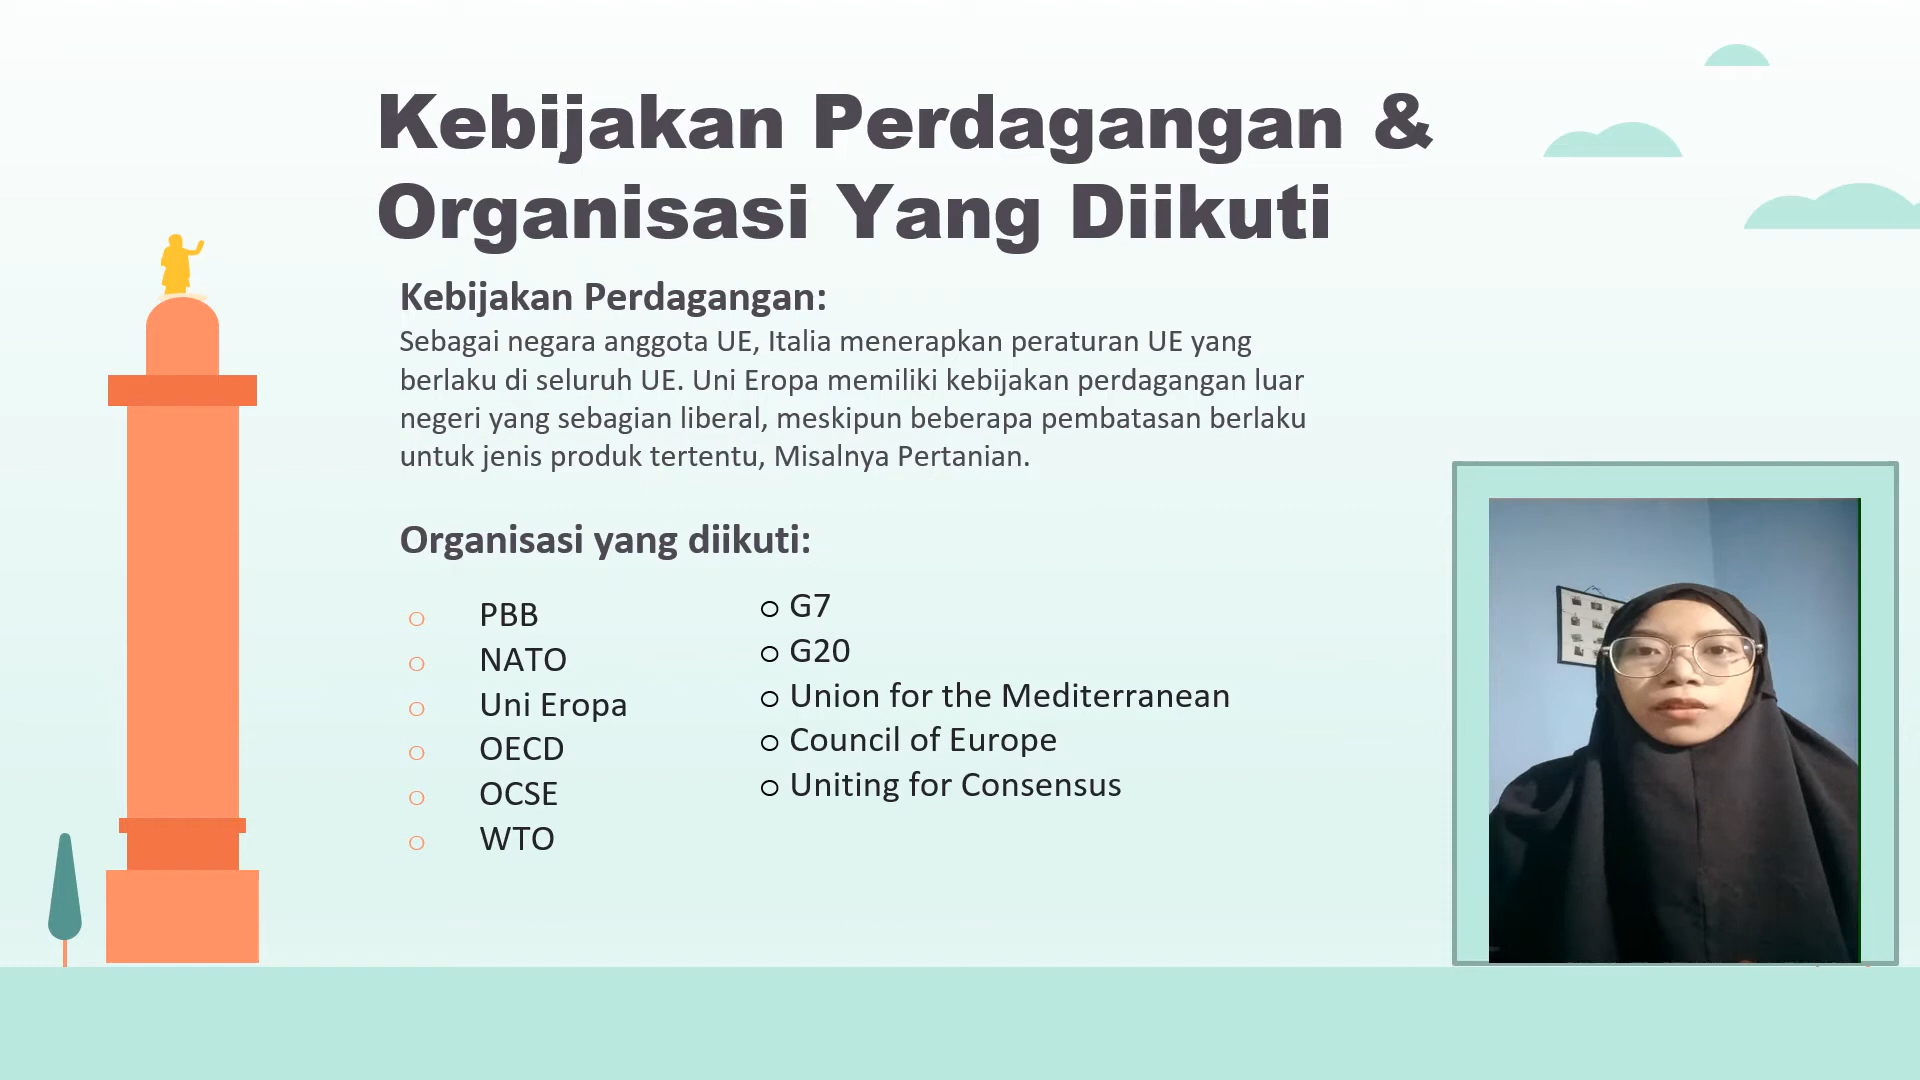 Kebijakan Perdagangan &
Organisasi Yang Diikuti
Kebijakan Perdagangan:
Sebagai negara anggota UE, Italia menerapkan peraturan UE yang
berlaku di seluruh UE. Uni Eropa memiliki kebijakan perdagangan luar
negeri yang sebagian liberal, meskipun beberapa pembatasan berlaku
untuk jenis produk tertentu, Misalnya Pertanian.
Organisasi yang diikuti:
PBB
NATO
Uni Eropa
OECD
OCSE
WTO
G7
G20
Union for the Mediterranean
Council of Europe
Uniting for Consensus